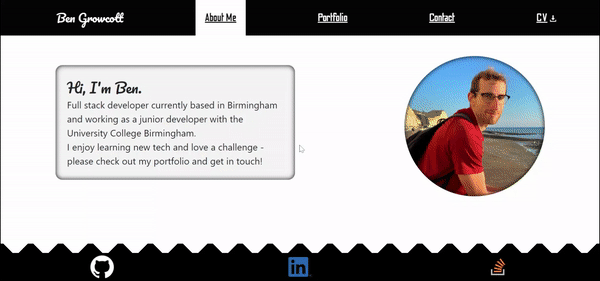 Ben Growcott
About Me
Portfolio
Contact
CV
Hi, I'm Ben.
Full stack developer currently based in Birmingham
and working as a junior developer with the
University College Birmingham.
I enjoy learning new tech and love a challenge -
please check out my portfolio and get in touch!
in